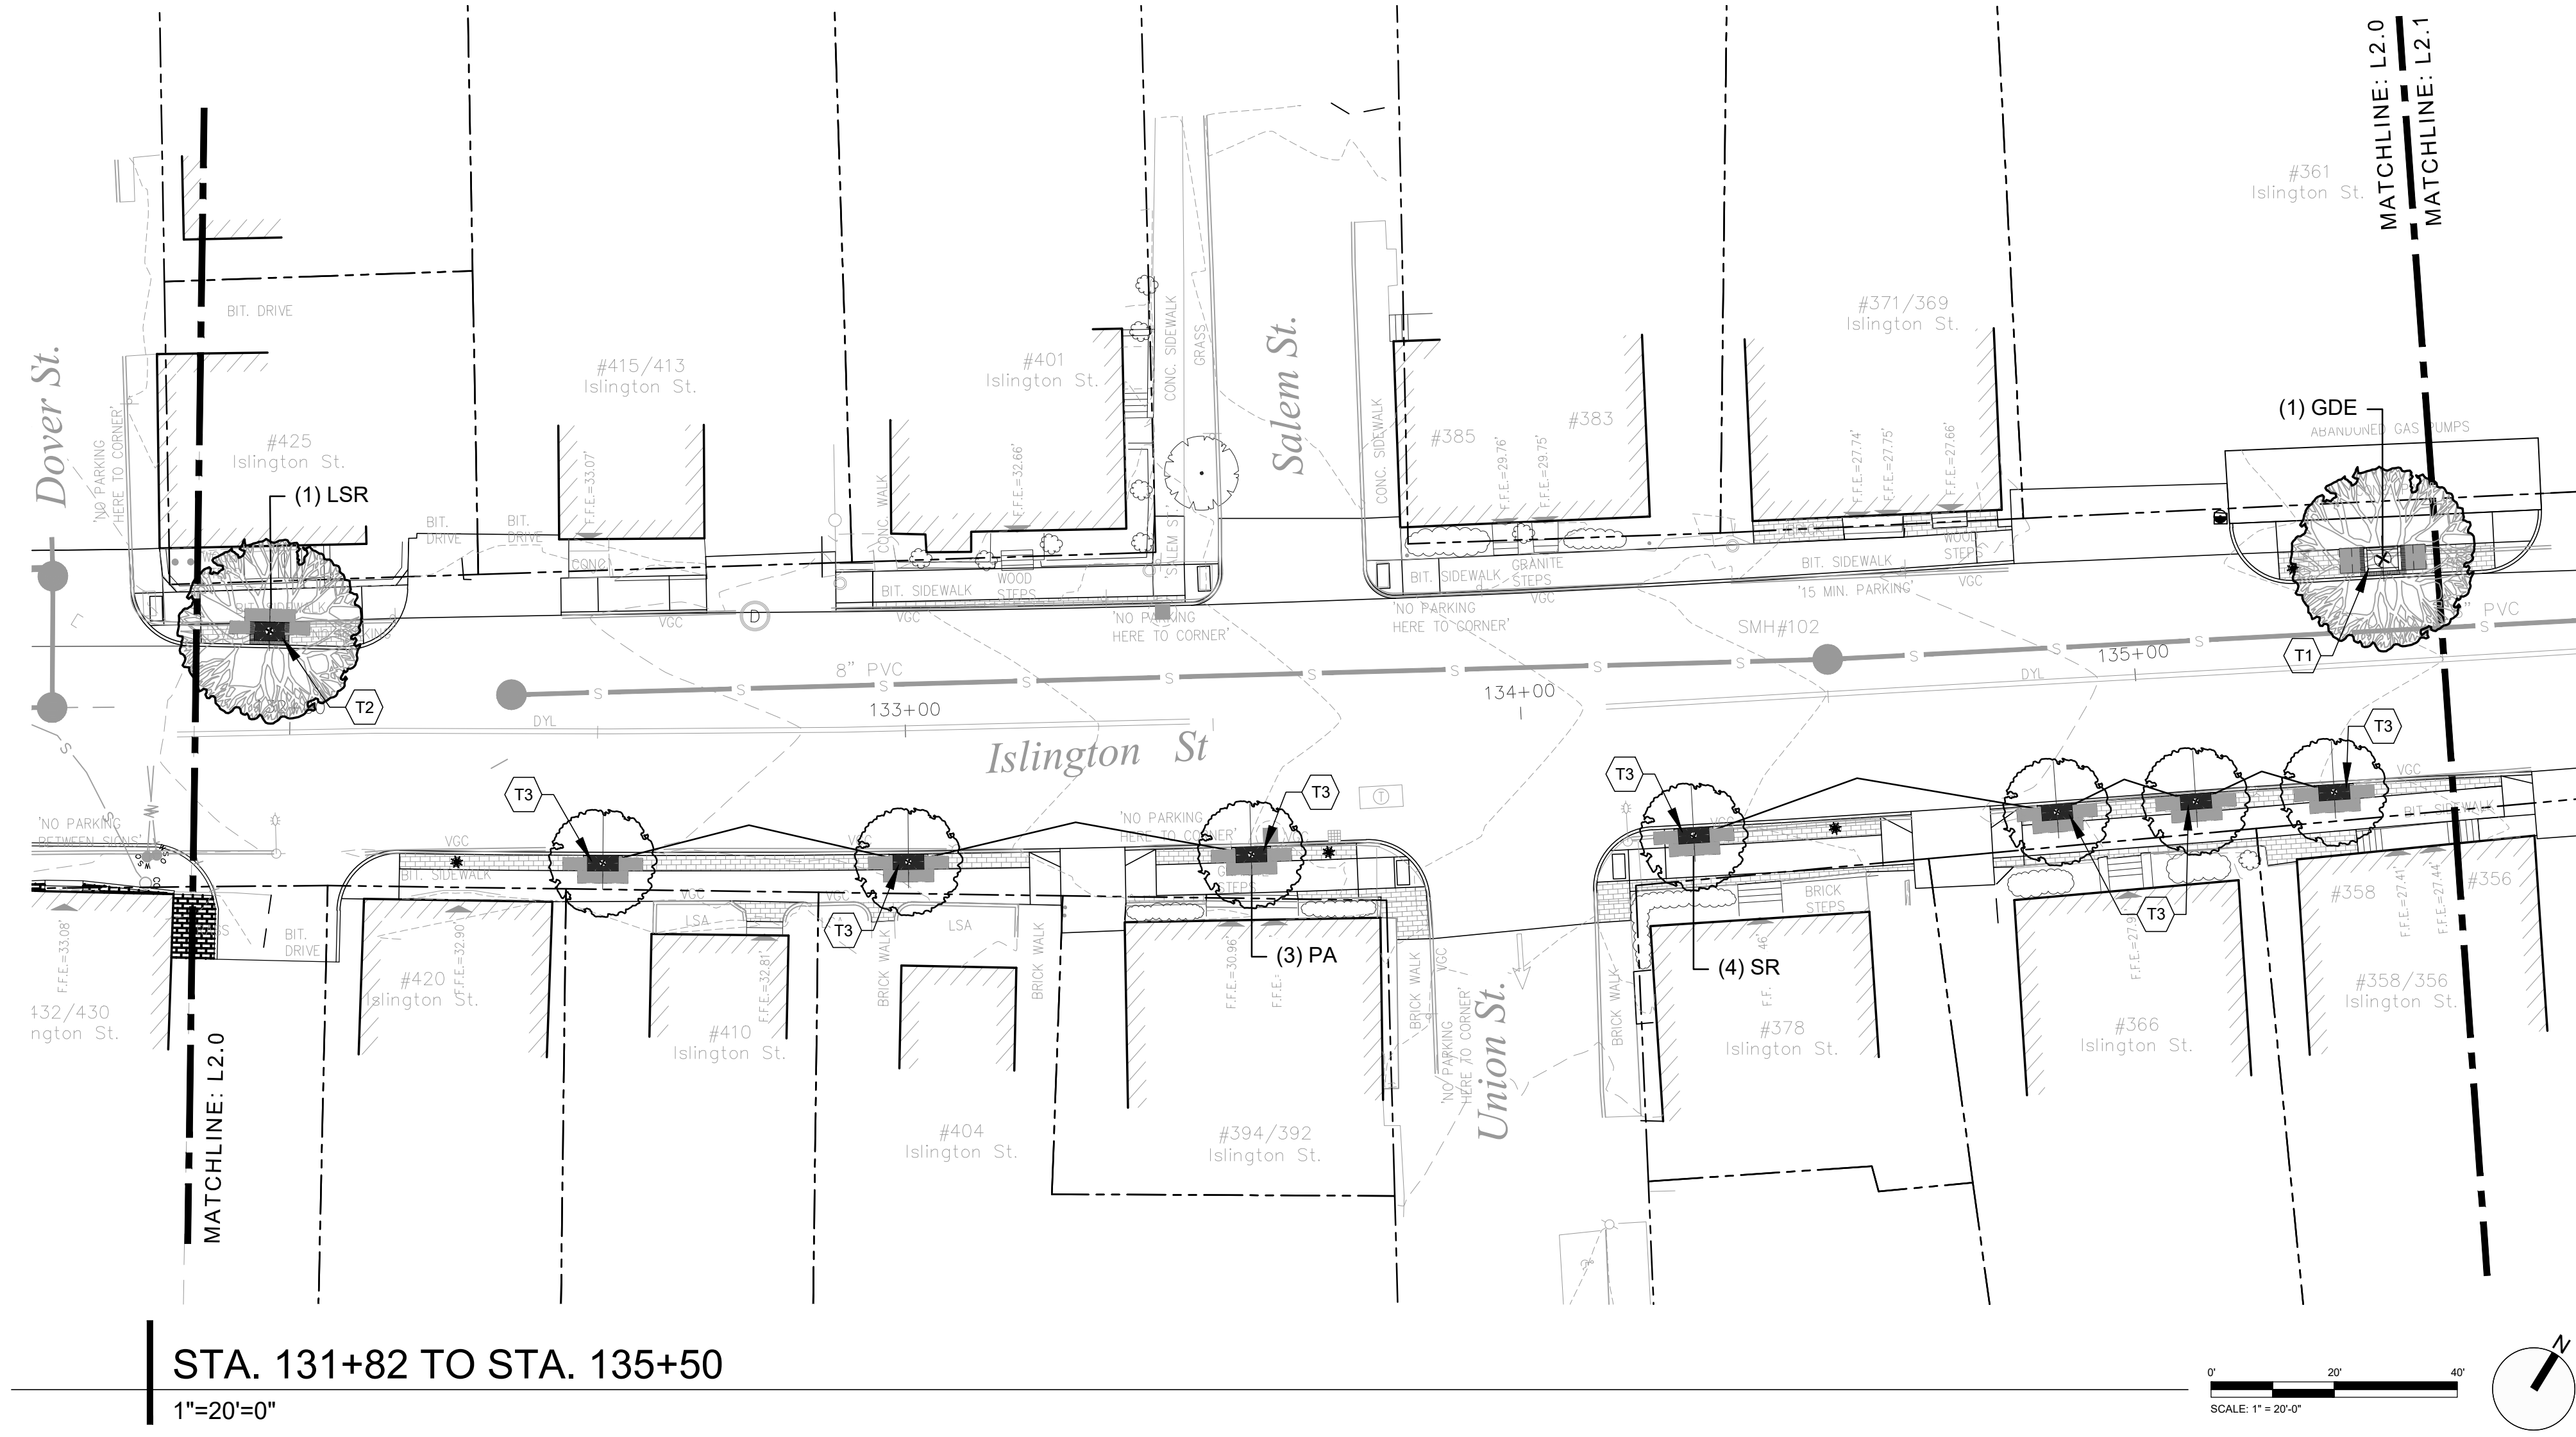 MATCHLINE: L2.0
MATCHLINE: L2.1
#361
Islington St.
Dover St.
BIT. DRIVE
'NO PARKING
HERE TO CORNER'
#425
Islington St.
(1) LSR
#415/413
Islington St.
F.F.E.=33.07'
BIT.
DRIVE
BIT.
DRIVE
CONC
CONC. WALK
#401
Islington St.
F.F.E.=32.66'
CONC. SIDEWALK
GRASS
Salem St.
CONC. SIDEWALK
#385
#383
F.F.E.=29.76'
F.F.E.=29.75'
#371/369
Islington St.
F.F.E.=27.74'
F.F.E.=27.75'
F.F.E.=27.66'
(1) GDE
ABANDONED GAS PUMPS
BIT. SIDEWALK
WOOD
STEPS
SALEM ST.
BIT. SIDEWALK
GRANITE
STEPS
BIT. SIDEWALK
WOOD
STEPS
'15 MIN. PARKING'
VGC
VGC
D
VGC
VGC
'NO PARKING
HERE TO CORNER'
'NO PARKING
HERE TO CORNER'
SMH#102
PVC
T2
T1
8" PVC
S S S S S S S S S S S S S
133+00
134+00
135+00
DYL
DYL
Islington St
T3
T3
T3
T3
T3
T3
T
'NO PARKING
BETWEEN SIGNS'
VGC
VGC
'NO PARKING
HERE TO CORNER'
VGC
VGC
VGC
BIT. SIDEWALK
BIT. SIDEWALK
VGC
VGC
LSA
LSA
STEPS
BRICK WALK
BRICK WALK
BRICK WALK
VGC
BRICK WALK
BRICK
STEPS
BIT.
DRIVE
F.F.E.=33.08'
F.F.E.=32.90'
F.F.E.=32.81'
F.F.E.=30.96'
F.F.E.
(3) PA
(4) SR
#358
#356
F.F.E.=27.41'
F.F.E.=27.44'
432/430
ngton St.
#420
Islington St.
#410
Islington St.
#404
Islington St.
#394/392
Islington St.
'NO PARKING
HERE TO CORNER'
Union St.
#378
Islington St.
#366
Islington St.
#358/356
Islington St.
MATCHLINE: L2.0
STA. 131+82 TO STA. 135+50
1"=20'=0"
0' 20' 40'
SCALE: 1" = 20'-0"
N